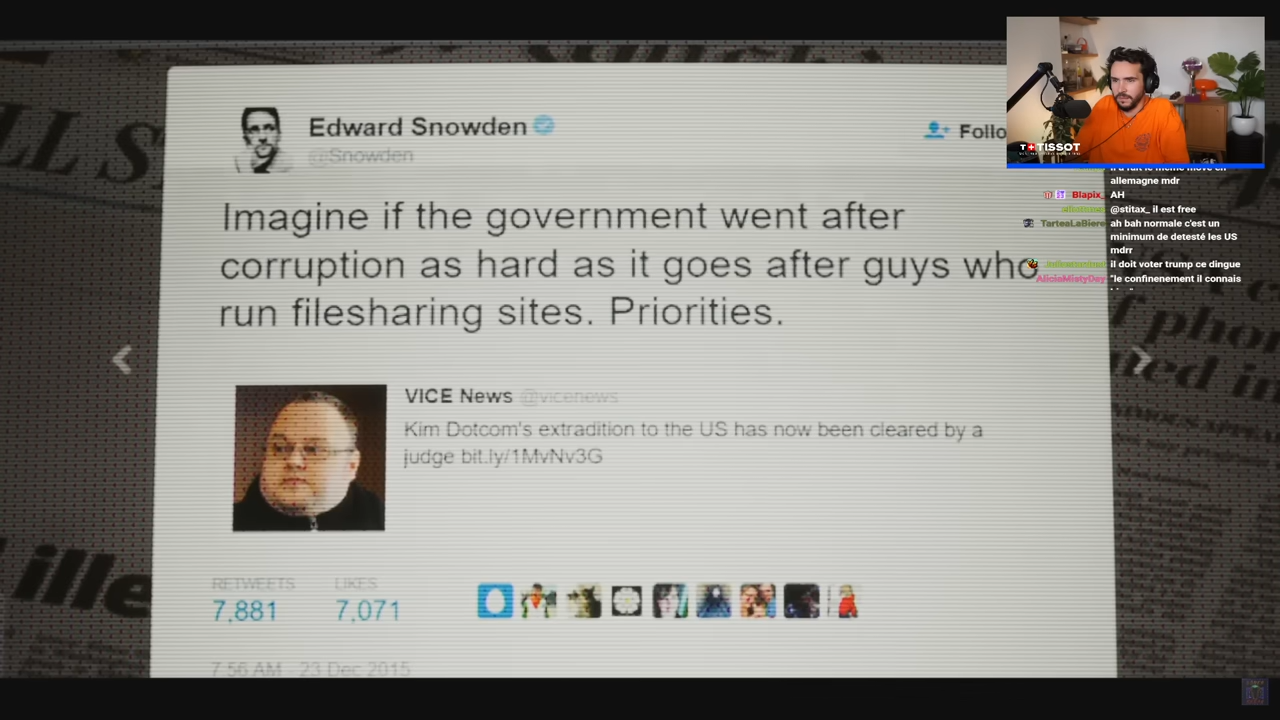 Edward Snowden
@Snowden
Follo
Imagine if the government went after
corruption as hard as it goes after guys who
run filesharing sites. Priorities.
VICE News @vicenews
Kim Dotcom's extradition to the US has now been cleared by a
judge bit.ly/1MvNv3G
RETWEETS LIKES
7,881 7,071
7:56 AM - 23 Dec 2015
ille
T+TISSOT
allemagne mdr
Blapix_ AH
@stitax_ il est free
TarteaLaBiere ah bah normale c'est un
minimum de detesté les US
mdrr
il doit voter trump ce dingue
AliciaMistyDay "le confinenement il connais